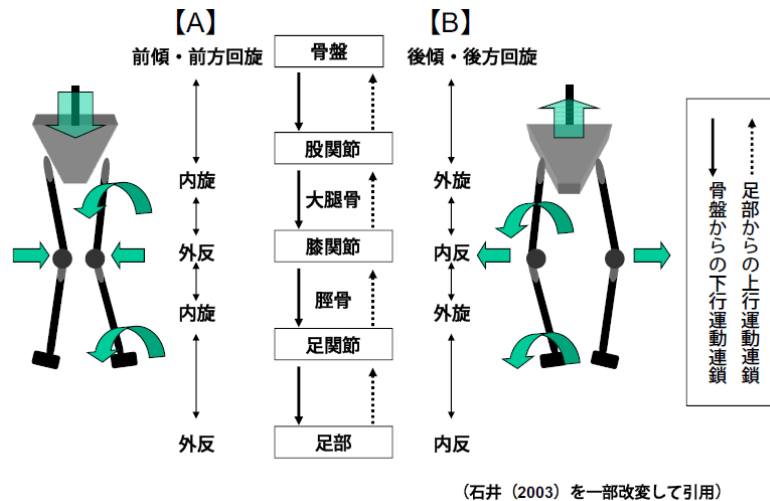 【A】
【B】
前傾・前方回旋
骨盤
後傾・後方回旋
股関節
内旋
外旋
大腿骨
外反
膝関節
内反
内旋
脛骨
外旋
足関節
外反
足部
内反
足部からの上行運動連鎖
骨盤からの下行運動連鎖
(石井（2003）を一部改変して引用)